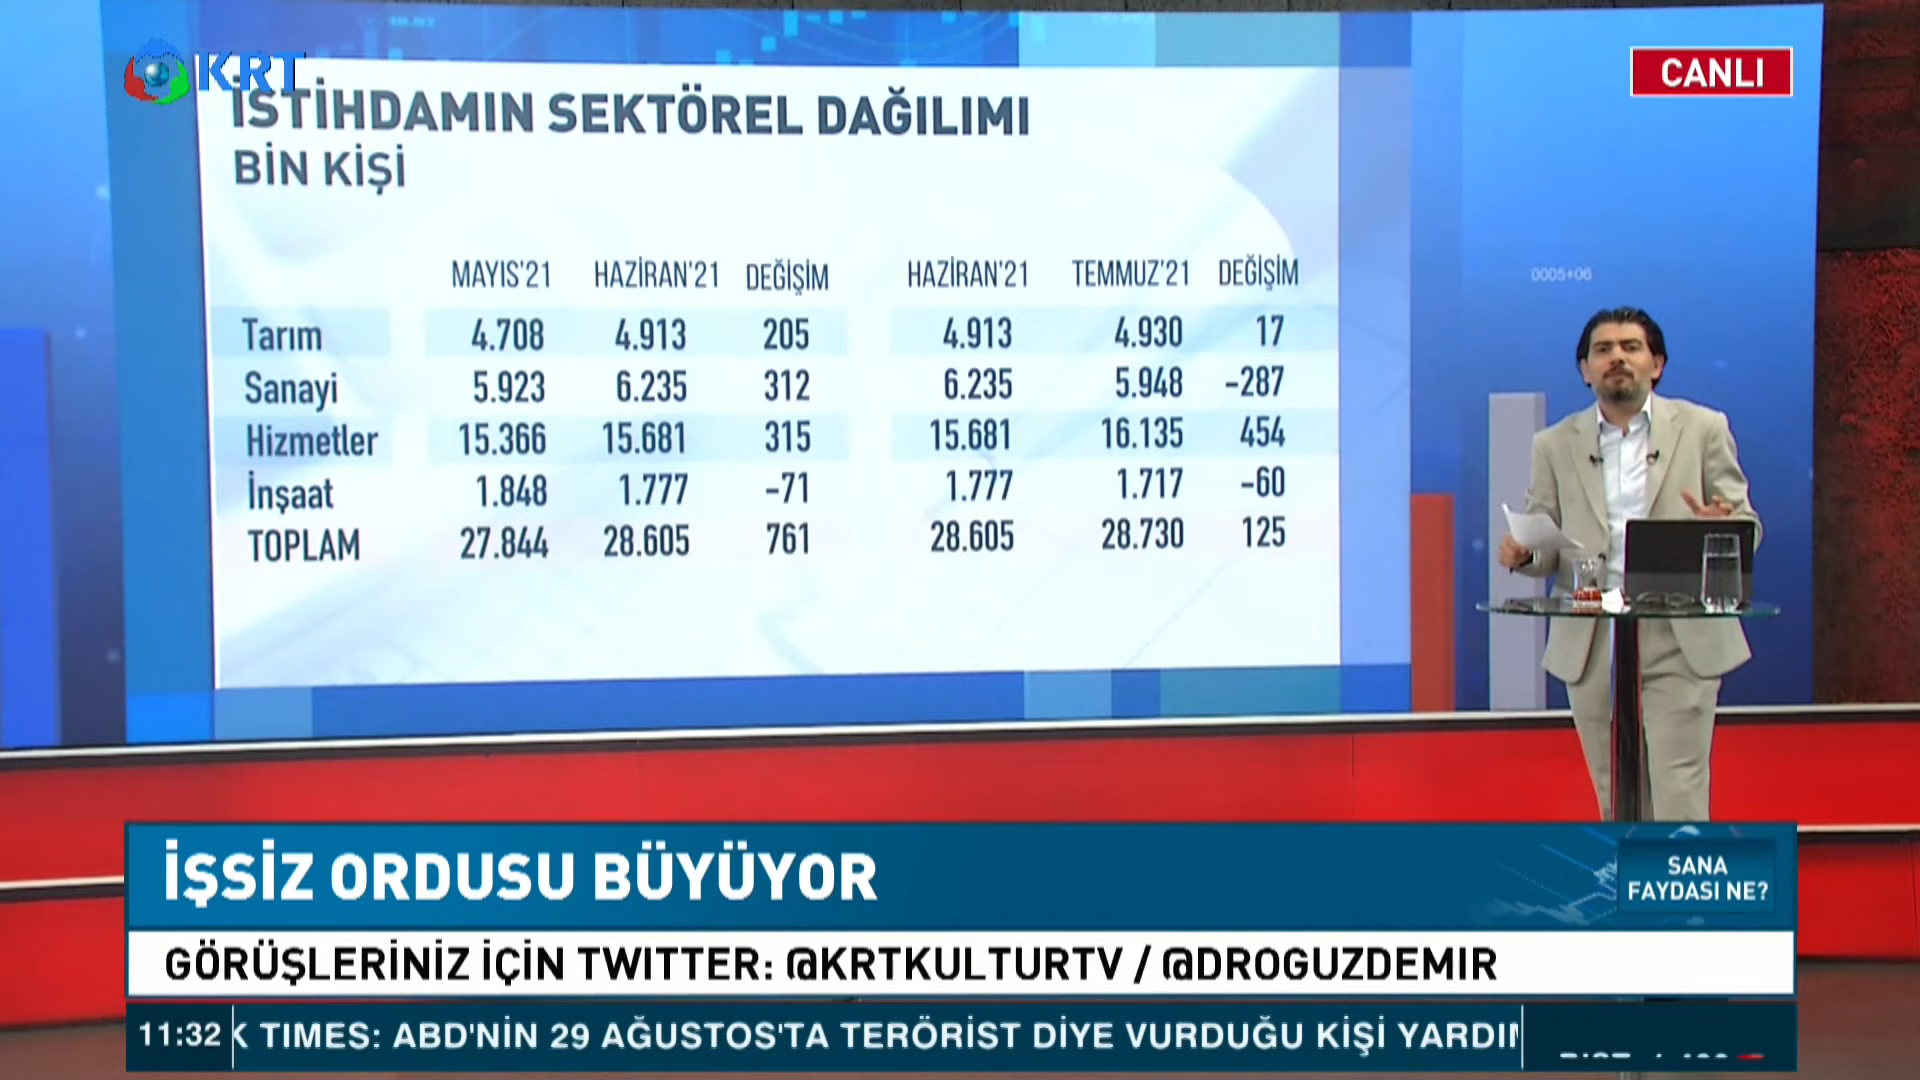 KRT
İSTİHDAMIN SEKTÖREL DAĞILIMI
BİN KİŞİ
CANLI
MAYIS'21 HAZİRAN'21 DEĞİŞİM HAZİRAN'21 TEMMUZ'21 DEĞİŞİM
Tarım 4.708 4.913 205 4.913 4.930 17
Sanayi 5.923 6.235 312 6.235 5.948 -287
Hizmetler 15.366 15.681 315 15.681 16.135 454
İnşaat 1.848 1.777 -71 1.777 1.717 -60
TOPLAM 27.844 28.605 761 28.605 28.730 125
0005+06
İŞSİZ ORDUSU BÜYÜYOR
SANA
FAYDASI NE?
GÖRÜŞLERİNİZ İÇİN TWITTER: @KRTKULTURTV / @DROGUZDEMIR
11:32 K TIMES: ABD'NİN 29 AĞUSTOS'TA TERÖRİST DİYE VURDUĞU KİŞİ YARDI